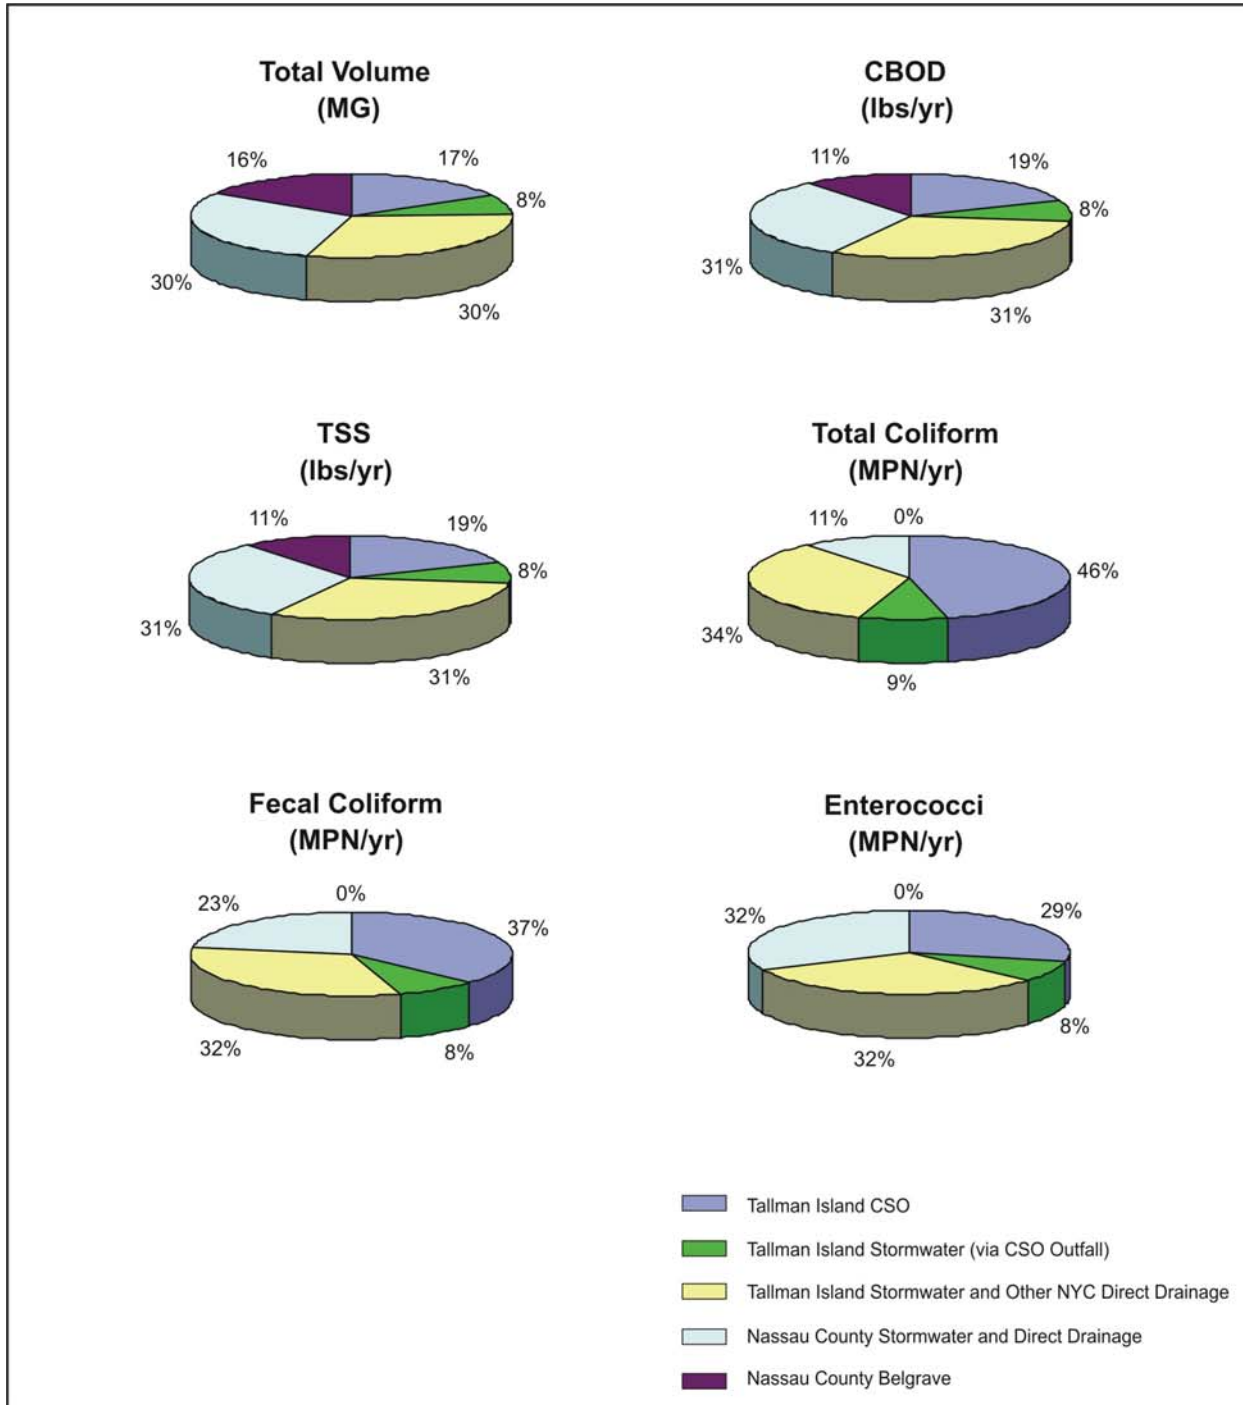 Total Volume
(MG)
16%
17%
8%
30%
30%
CBOD
(lbs/yr)
11%
19%
8%
31%
31%
TSS
(lbs/yr)
11%
19%
8%
31%
31%
Total Coliform
(MPN/yr)
11%
0%
46%
34%
9%
Fecal Coliform
(MPN/yr)
23%
0%
37%
32%
8%
Enterococci
(MPN/yr)
32%
0%
29%
8%
32%
Tallman Island CSO
Tallman Island Stormwater (via CSO Outfall)
Tallman Island Stormwater and Other NYC Direct Drainage
Nassau County Stormwater and Direct Drainage
Nassau County Belgrave